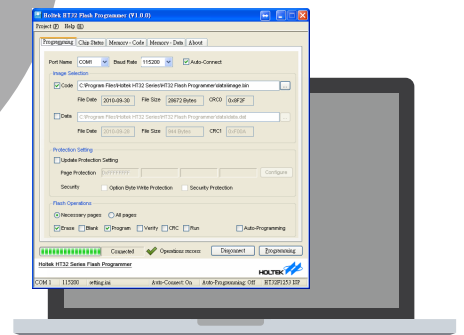 Holtek HT32 Flash Programmer (V1.0.0)
Project (P) Help (H)
Programming Chip Status Memory - Code Memory - Data About
Port Name COM1 Baud Rate 115200 Auto-Connect
Image Selection
Code C:\Program Files\Holtek HT32 Series\HT32 Flash Programmer\data\image.bin ...
File Date 2010-09-30 File Size 28672 Bytes CRC0 0x8F2F
Data C:\Program Files\Holtek HT32 Series\HT32 Flash Programmer\data\data.dat ...
File Date 2010-09-28 File Size 844 Bytes CRC1
Protection Setting
Update Protection Setting
Page Protection 0xFFFFFFFF Configure
Security Option Byte Write Protection Security Protection
Flash Operations
Necessary pages All pages
Erase Blank Program Verify CRC Run Auto-Programming
Connected Operations success Disconnect Programming
Holtek HT32 Series Flash Programmer
HOLTEK
COM 1 115200 setting.ini Auto-Connect: On Auto-Programming: Off HT32F1253 ISP